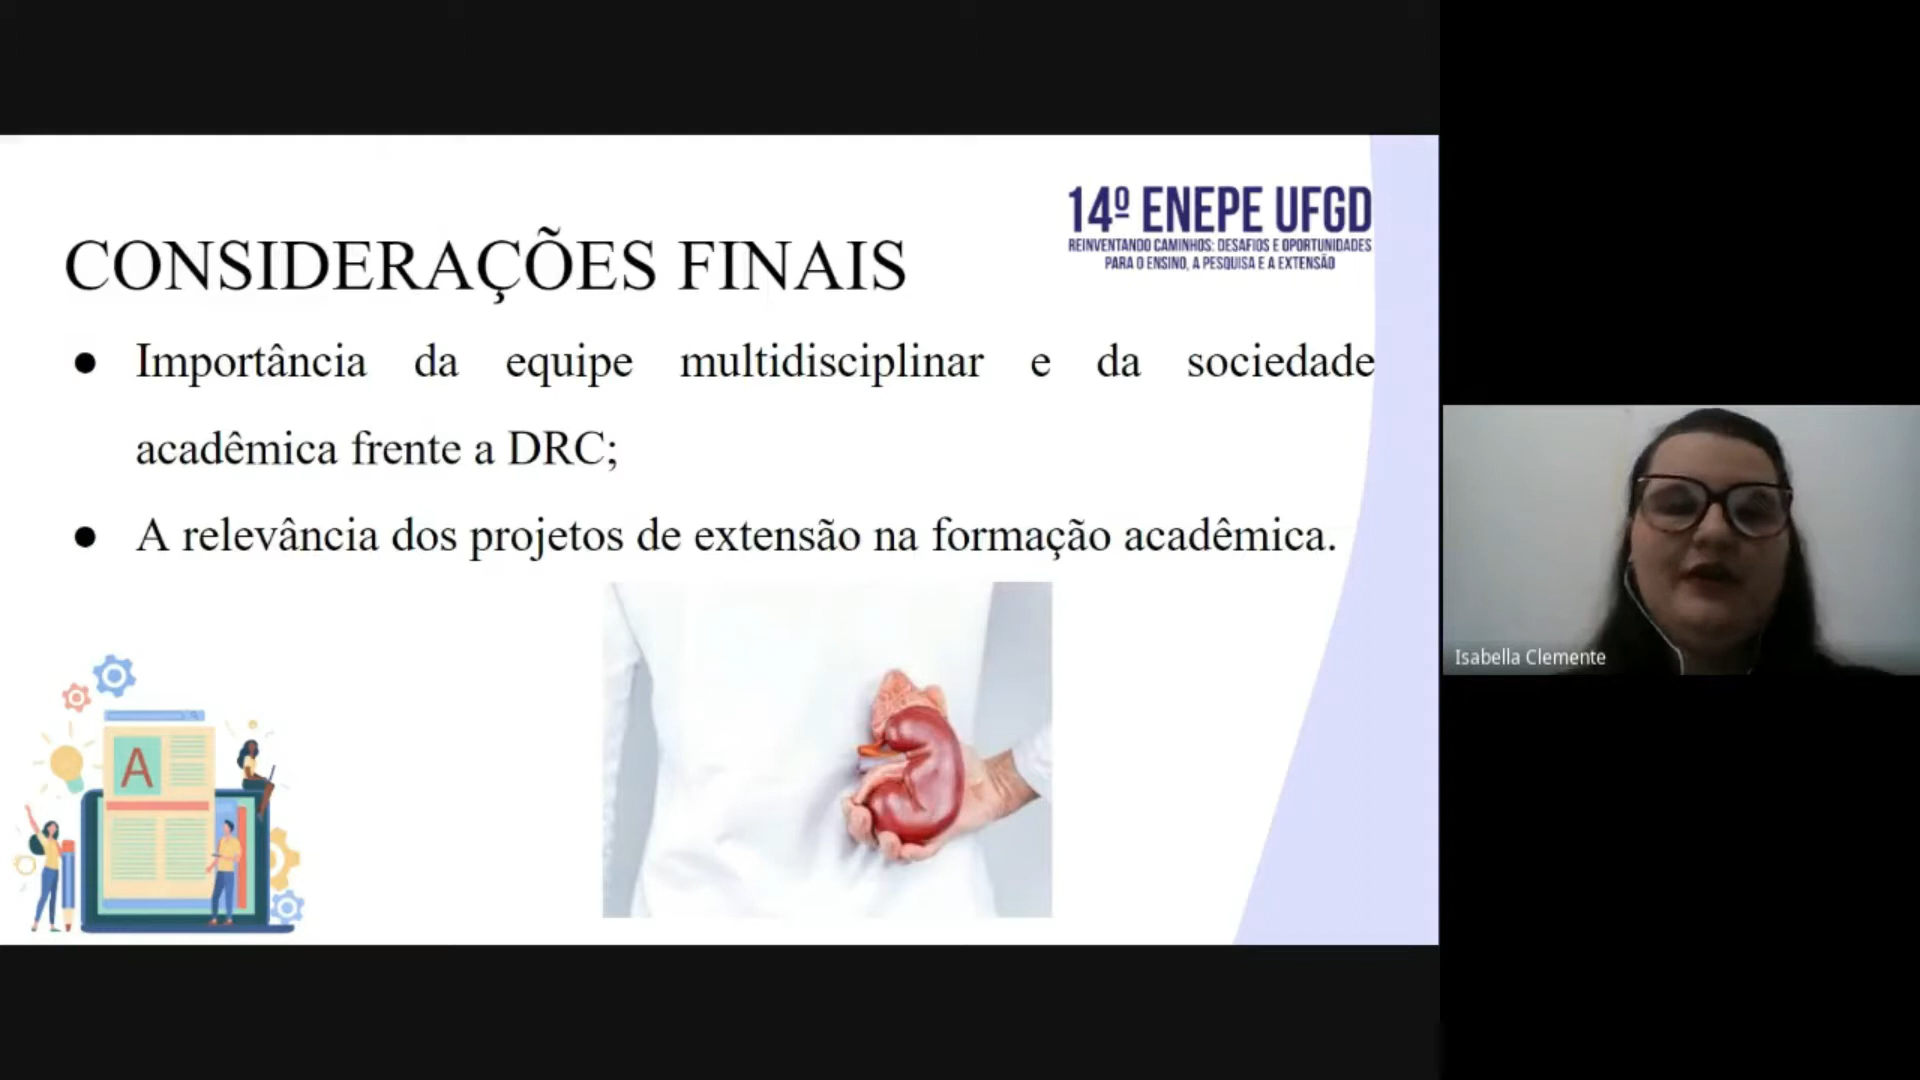 14º ENEPE UFGD
REINVENTANDO CAMINHOS: DESAFIOS E OPORTUNIDADES
PARA O ENSINO, A PESQUISA E A EXTENSÃO
CONSIDERAÇÕES FINAIS
● Importância da equipe multidisciplinar e da sociedade
acadêmica frente a DRC;
● A relevância dos projetos de extensão na formação acadêmica.
A
Isabella Clemente